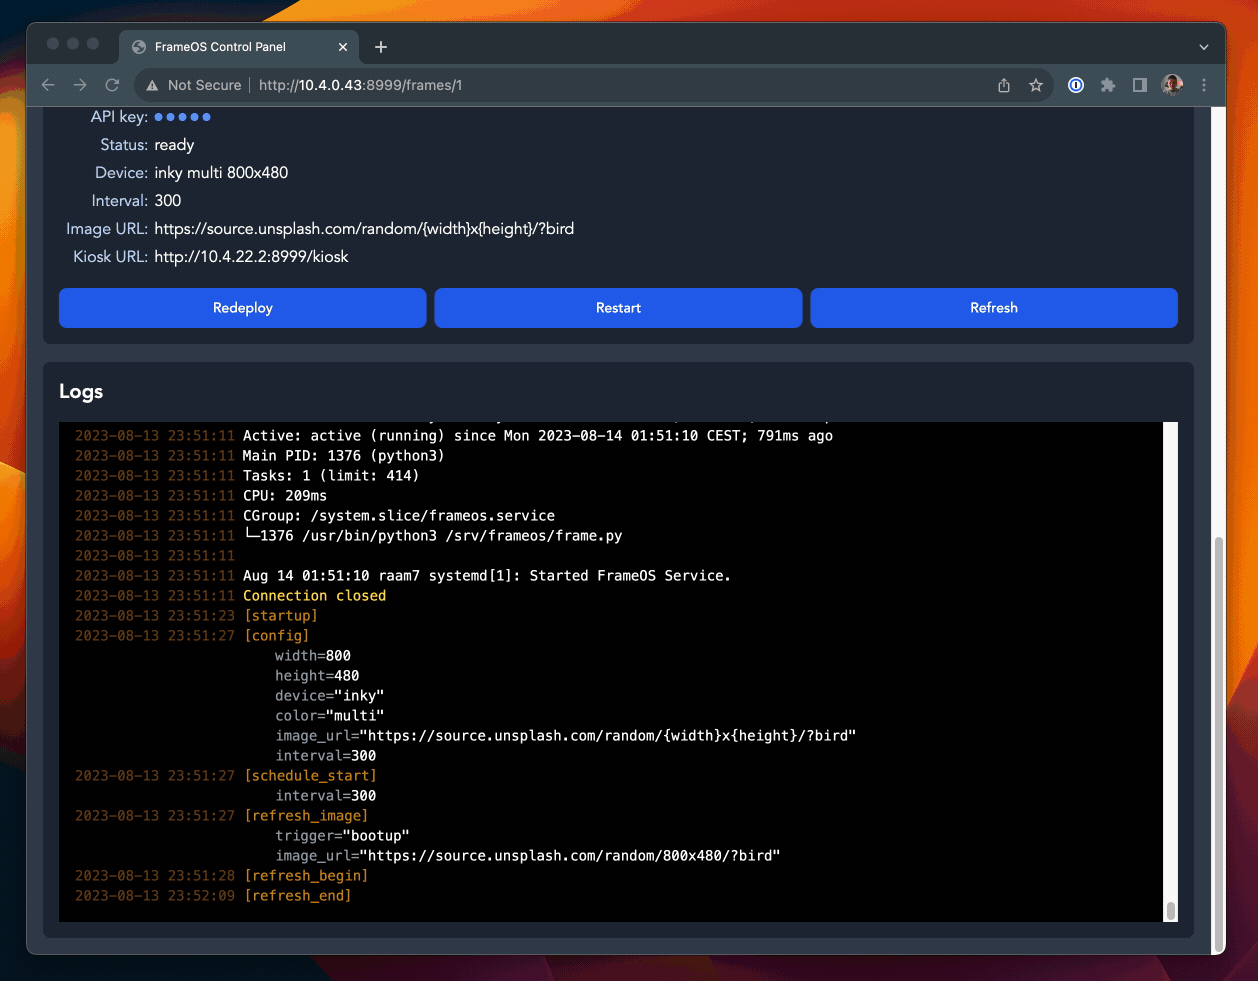 FrameOS Control Panel
Not Secure | http://10.4.0.43:8999/frames/1
API key: ●●●●●
Status: ready
Device: inky multi 800x480
Interval: 300
Image URL: https://source.unsplash.com/random/{width}x{height}/?bird
Kiosk URL: http://10.4.22.2:8999/kiosk
Redeploy Restart Refresh
Logs
2023-08-13 23:51:11 Active: active (running) since Mon 2023-08-14 01:51:10 CEST; 791ms ago
2023-08-13 23:51:11 Main PID: 1376 (python3)
2023-08-13 23:51:11 Tasks: 1 (limit: 414)
2023-08-13 23:51:11 CPU: 209ms
2023-08-13 23:51:11 CGroup: /system.slice/frameos.service
2023-08-13 23:51:11 └─1376 /usr/bin/python3 /srv/frameos/frame.py
2023-08-13 23:51:11
2023-08-13 23:51:11 Aug 14 01:51:10 raam7 systemd[1]: Started FrameOS Service.
2023-08-13 23:51:11 Connection closed
2023-08-13 23:51:23 [startup]
2023-08-13 23:51:27 [config]
width=800
height=480
device="inky"
color="multi"
image_url="https://source.unsplash.com/random/{width}x{height}/?bird"
interval=300
2023-08-13 23:51:27 [schedule_start]
interval=300
2023-08-13 23:51:27 [refresh_image]
trigger="bootup"
image_url="https://source.unsplash.com/random/800x480/?bird"
2023-08-13 23:51:28 [refresh_begin]
2023-08-13 23:52:09 [refresh_end]